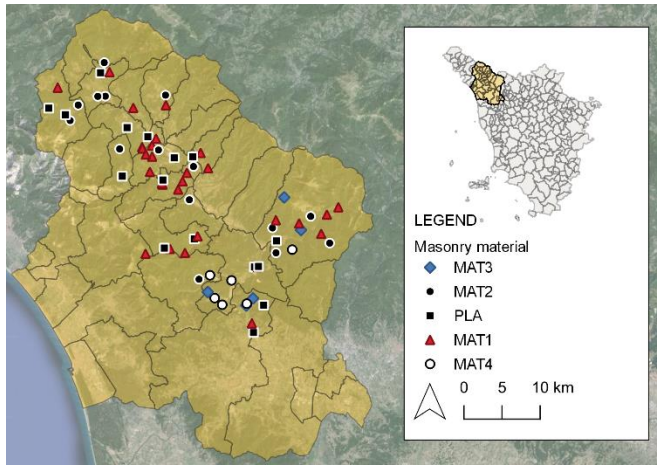 LEGEND
Masonry material
MAT3
MAT2
PLA
MAT1
MAT4
0 5 10 km